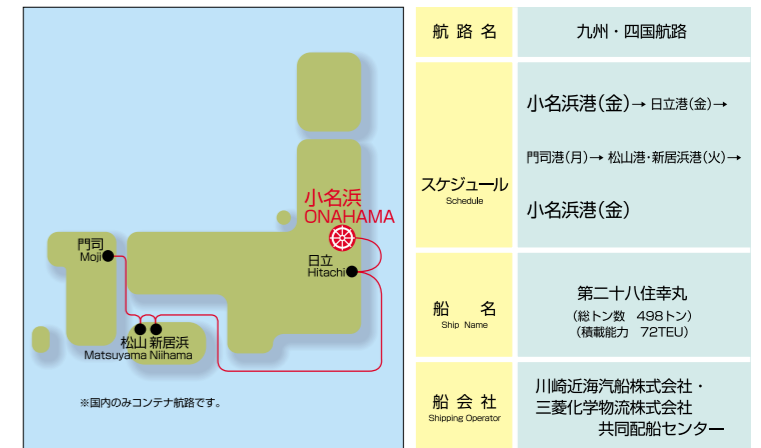 小名浜
ONAHAMA
門司
Moji
日立
Hitachi
松山 新居浜
Matsuyama Niihama
※国内のみコンテナ航路です。
航路名
九州・四国航路
スケジュール
Schedule
小名浜港(金)→ 日立港(金)→
門司港(月)→ 松山港・新居浜港(火)→
小名浜港(金)
船 名
Ship Name
第二十八住幸丸
(総トン数 498トン)
(積載能力 72TEU)
船会社
Shipping Operator
川崎近海汽船株式会社・
三菱化学物流株式会社
共同配船センター